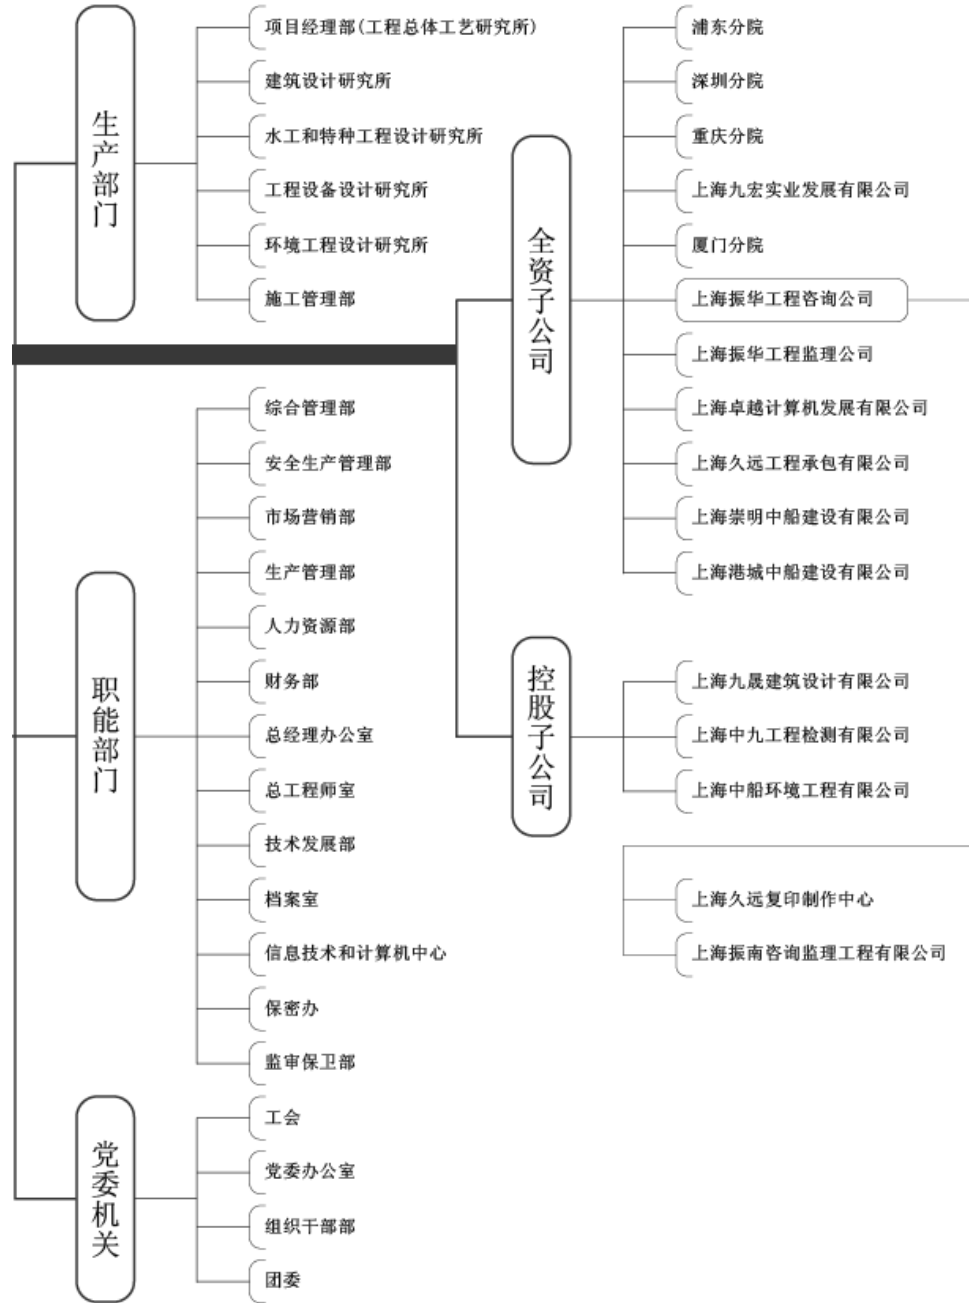 生产部门
项目经理部(工程总体工艺研究所)
建筑设计研究所
水工和特种工程设计研究所
工程设备设计研究所
环境工程设计研究所
施工管理部
职能部门
综合管理部
安全生产管理部
市场营销部
生产管理部
人力资源部
财务部
总经理办公室
总工程师室
技术发展部
档案室
信息技术和计算机中心
保密办
监审保卫部
党委机关
工会
党委办公室
组织干部部
团委
全资子公司
浦东分院
深圳分院
重庆分院
上海九宏实业发展有限公司
厦门分院
上海振华工程咨询公司
上海振华工程监理公司
上海卓越计算机发展有限公司
上海久远工程承包有限公司
上海崇明中船建设有限公司
上海港城中船建设有限公司
控股子公司
上海九晟建筑设计有限公司
上海中九工程检测有限公司
上海中船环境工程有限公司
上海久远复印制作中心
上海振南咨询监理工程有限公司